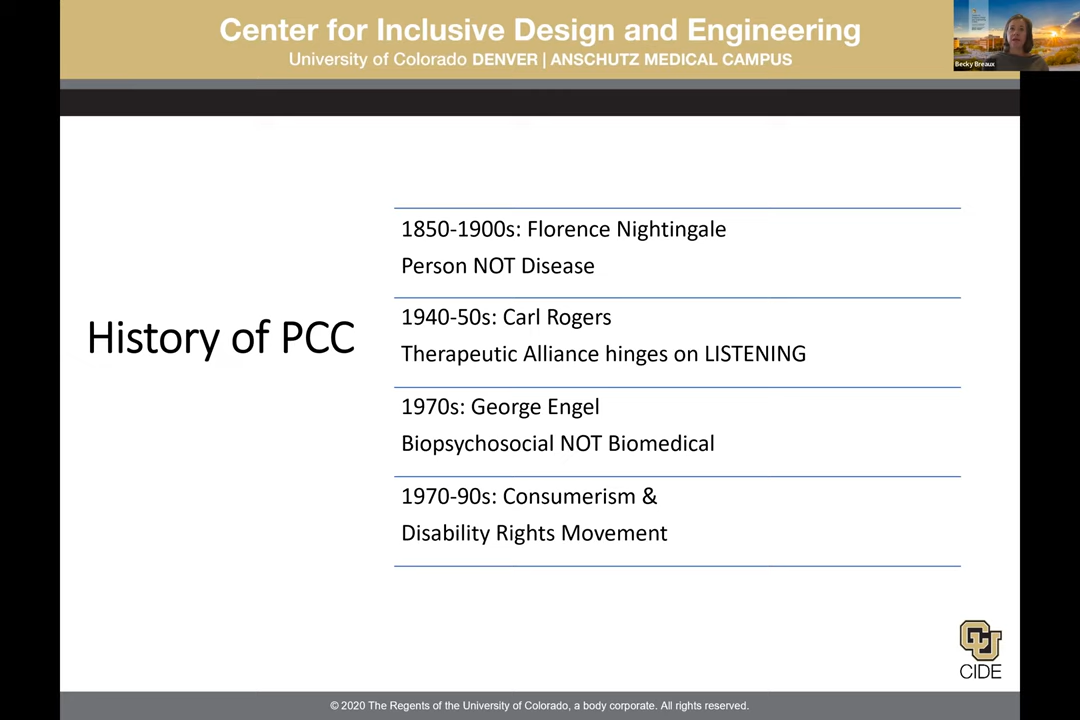 Center for Inclusive Design and Engineering
University of Colorado DENVER | ANSCHUTZ MEDICAL CAMPUS
Becky Breaux
History of PCC
1850-1900s: Florence Nightingale
Person NOT Disease
1940-50s: Carl Rogers
Therapeutic Alliance hinges on LISTENING
1970s: George Engel
Biopsychosocial NOT Biomedical
1970-90s: Consumerism &
Disability Rights Movement
CU
CIDE
© 2020 The Regents of the University of Colorado, a body corporate. All rights reserved.